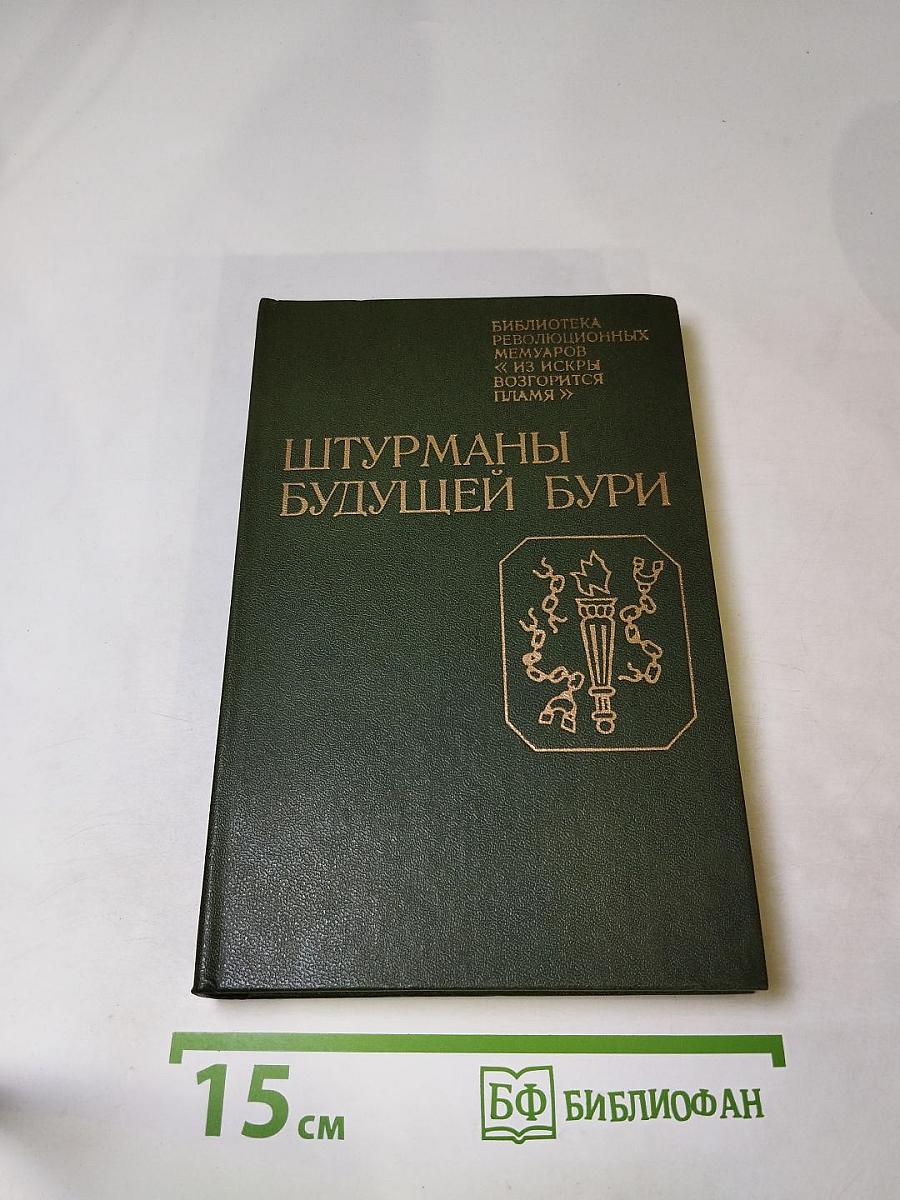 БИБЛИОТЕКА
РЕВОЛЮЦИОННЫХ
МЕМУАРОВ
« ИЗ ИСКРЫ
ВОЗГОРИТСЯ
ПЛАМЯ »
ШТУРМАНЫ
БУДУЩЕЙ БУРИ
15 см
БФ БИБЛИОФАН